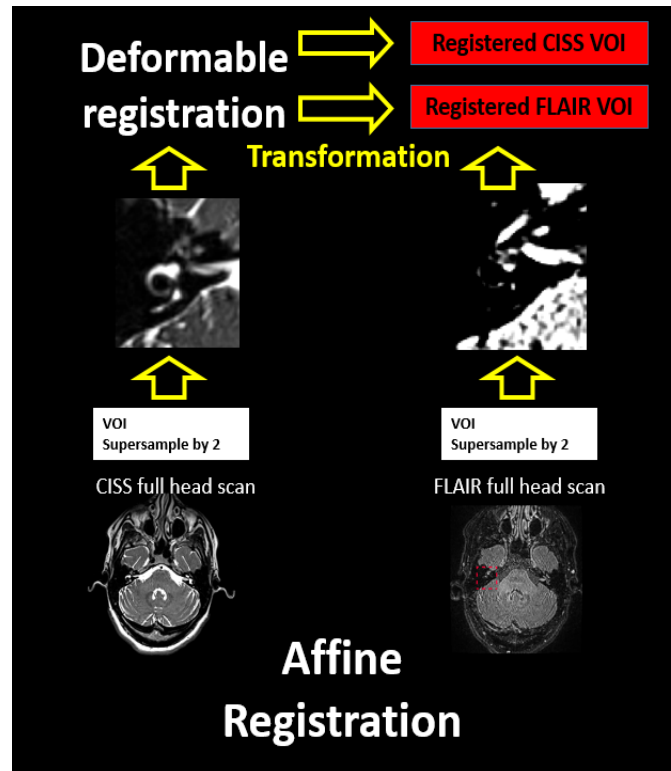 Deformable
registration
Registered CISS VOI
Registered FLAIR VOI
Transformation
VOI
Supersample by 2
VOI
Supersample by 2
CISS full head scan
FLAIR full head scan
Affine
Registration